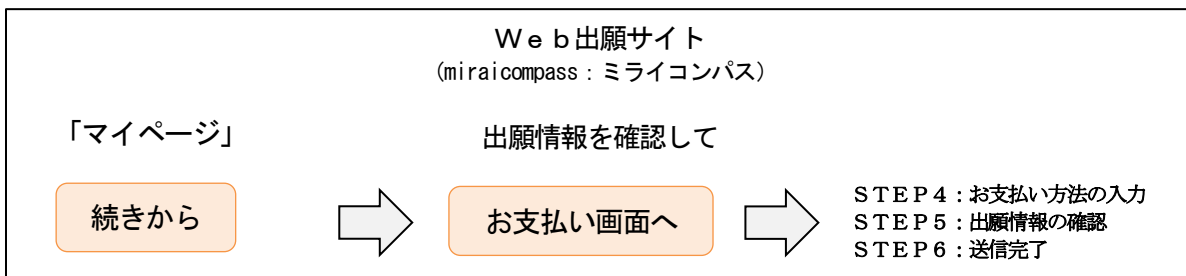 Ｗｅｂ出願サイト
(miraicompass：ミライコンパス)
「マイページ」
出願情報を確認して
続きから
お支払い画面へ
ＳＴＥＰ４：お支払い方法の入力
ＳＴＥＰ５：出願情報の確認
ＳＴＥＰ６：送信完了